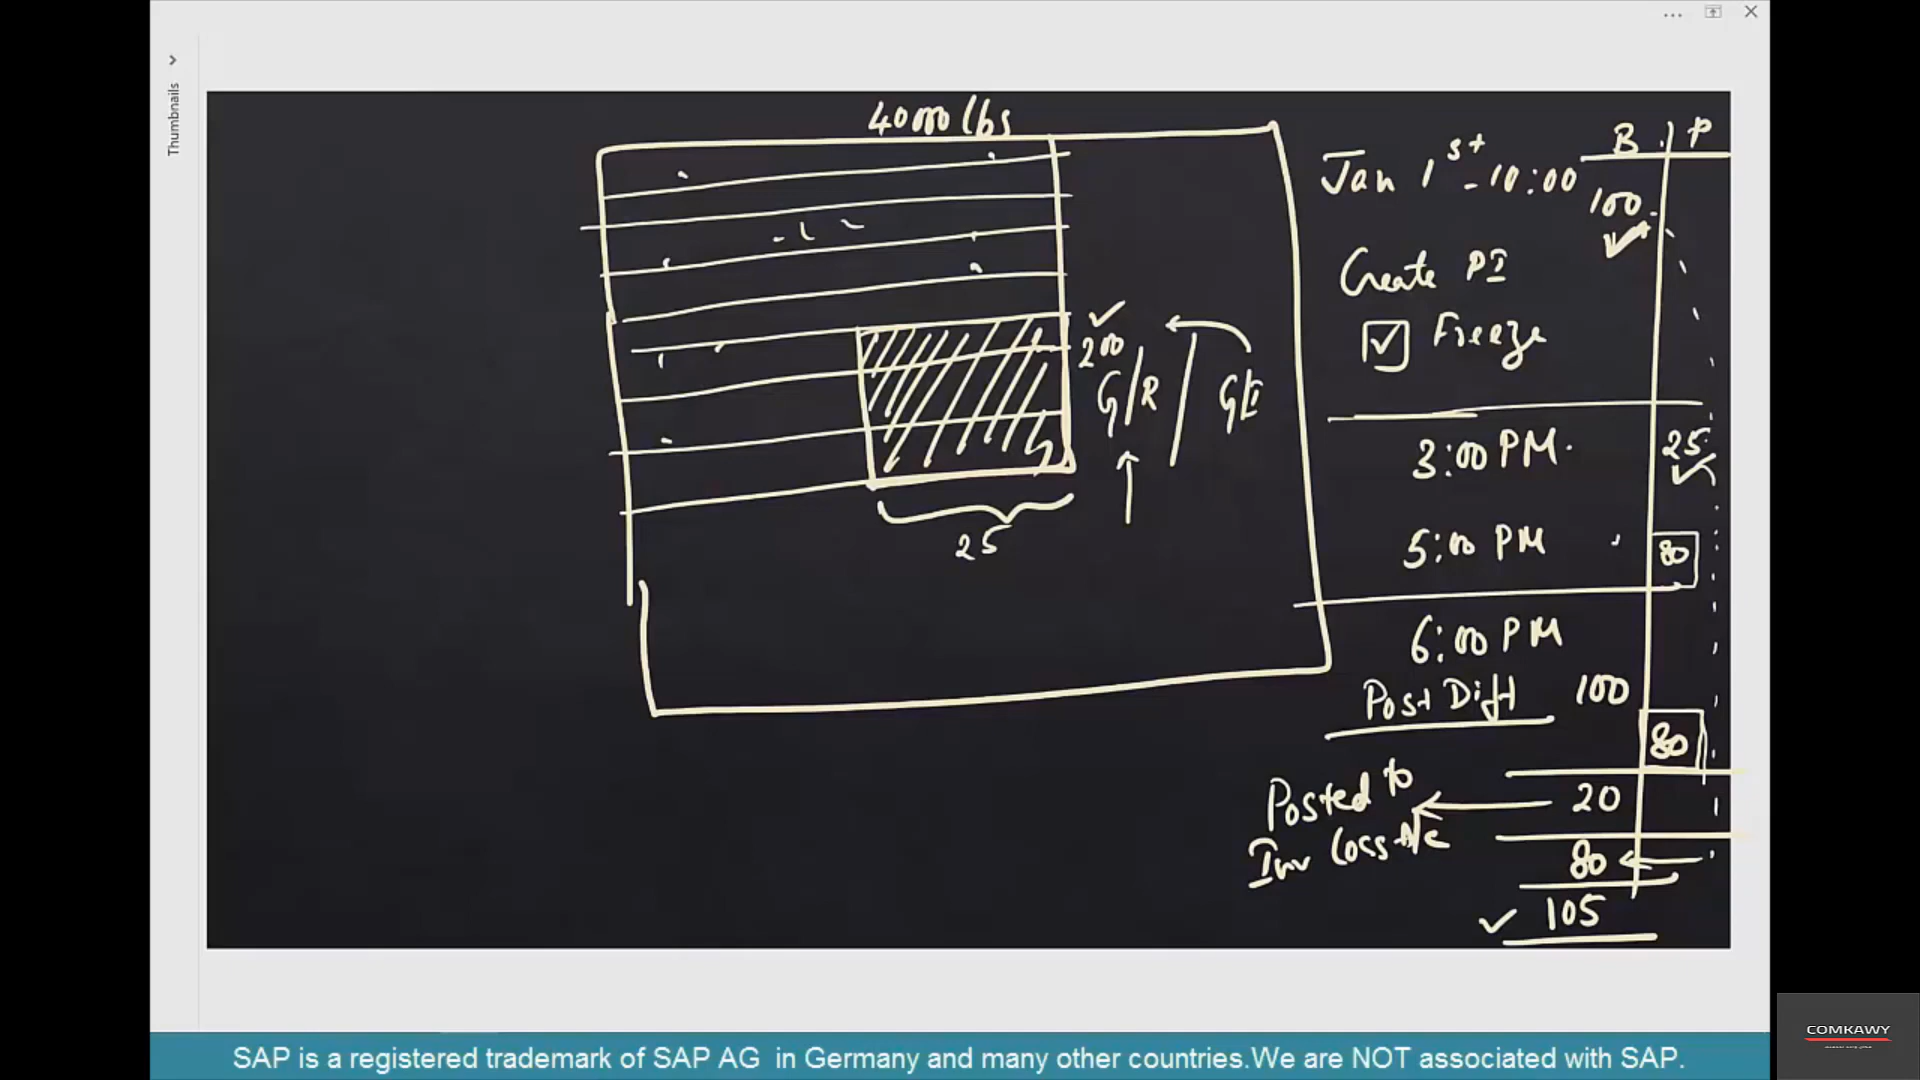 Thumbnails
40000 lbs
200
G/R
GI
25
B P
Jan 1st - 10:00 100
Create PI
Freeze
3:00 PM. 25
5:00 PM 80
6:00 PM
Post Diff 100
80
Posted to 20
Inv Loss A/c
80
105
COMKAWY
SAP is a registered trademark of SAP AG in Germany and many other countries.We are NOT associated with SAP.